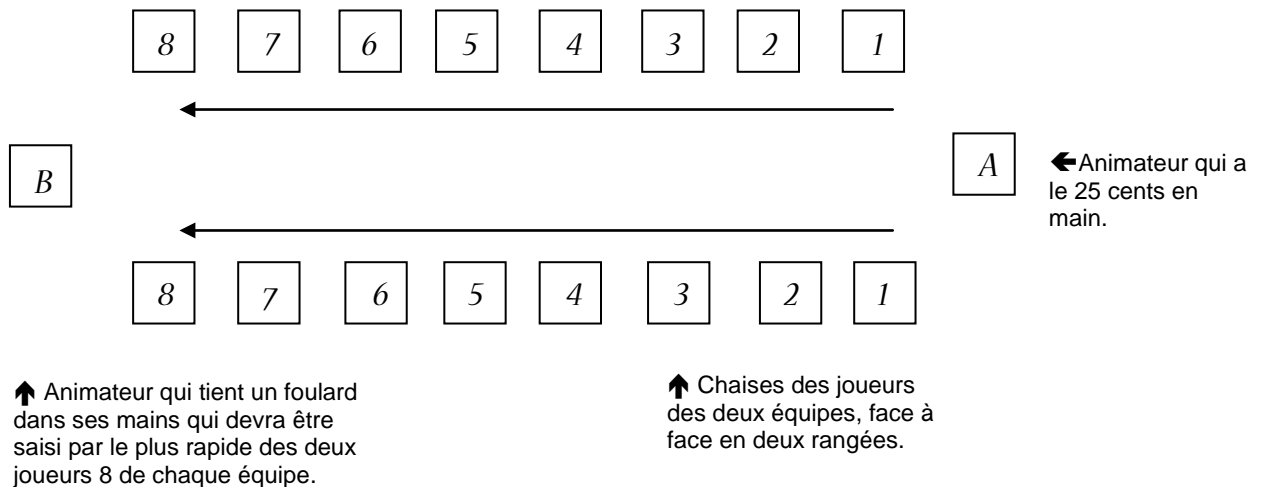 8 7 6 5 4 3 2 1
B
A
🡸Animateur qui a
le 25 cents en
main.
8 7 6 5 4 3 2 1
🡹 Animateur qui tient un foulard
dans ses mains qui devra être
saisi par le plus rapide des deux
joueurs 8 de chaque équipe.
🡹 Chaises des joueurs
des deux équipes, face à
face en deux rangées.